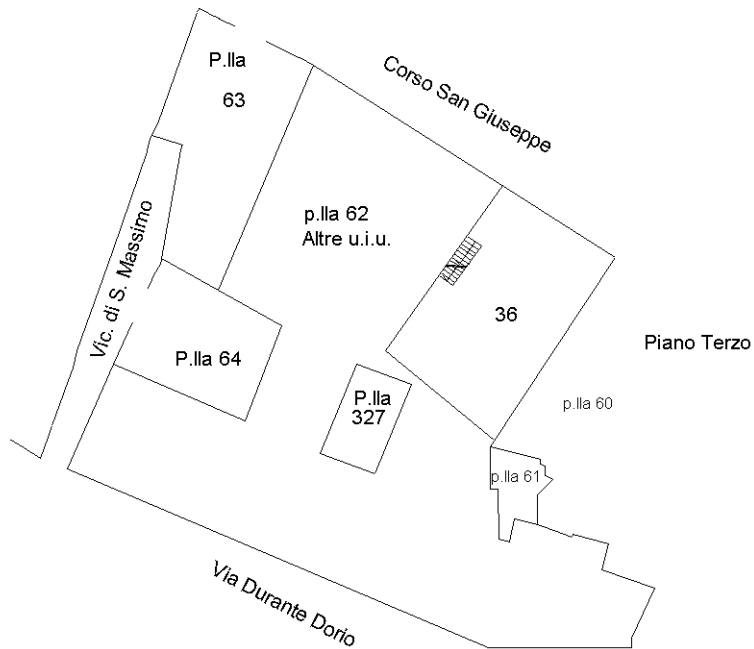 P.lla
63
Corso San Giuseppe
p.lla 62
Altre u.i.u.
Vic. di S. Massimo
36
Piano Terzo
P.lla 64
P.lla
327
p.lla 60
p.lla 61
Via Durante Dorio